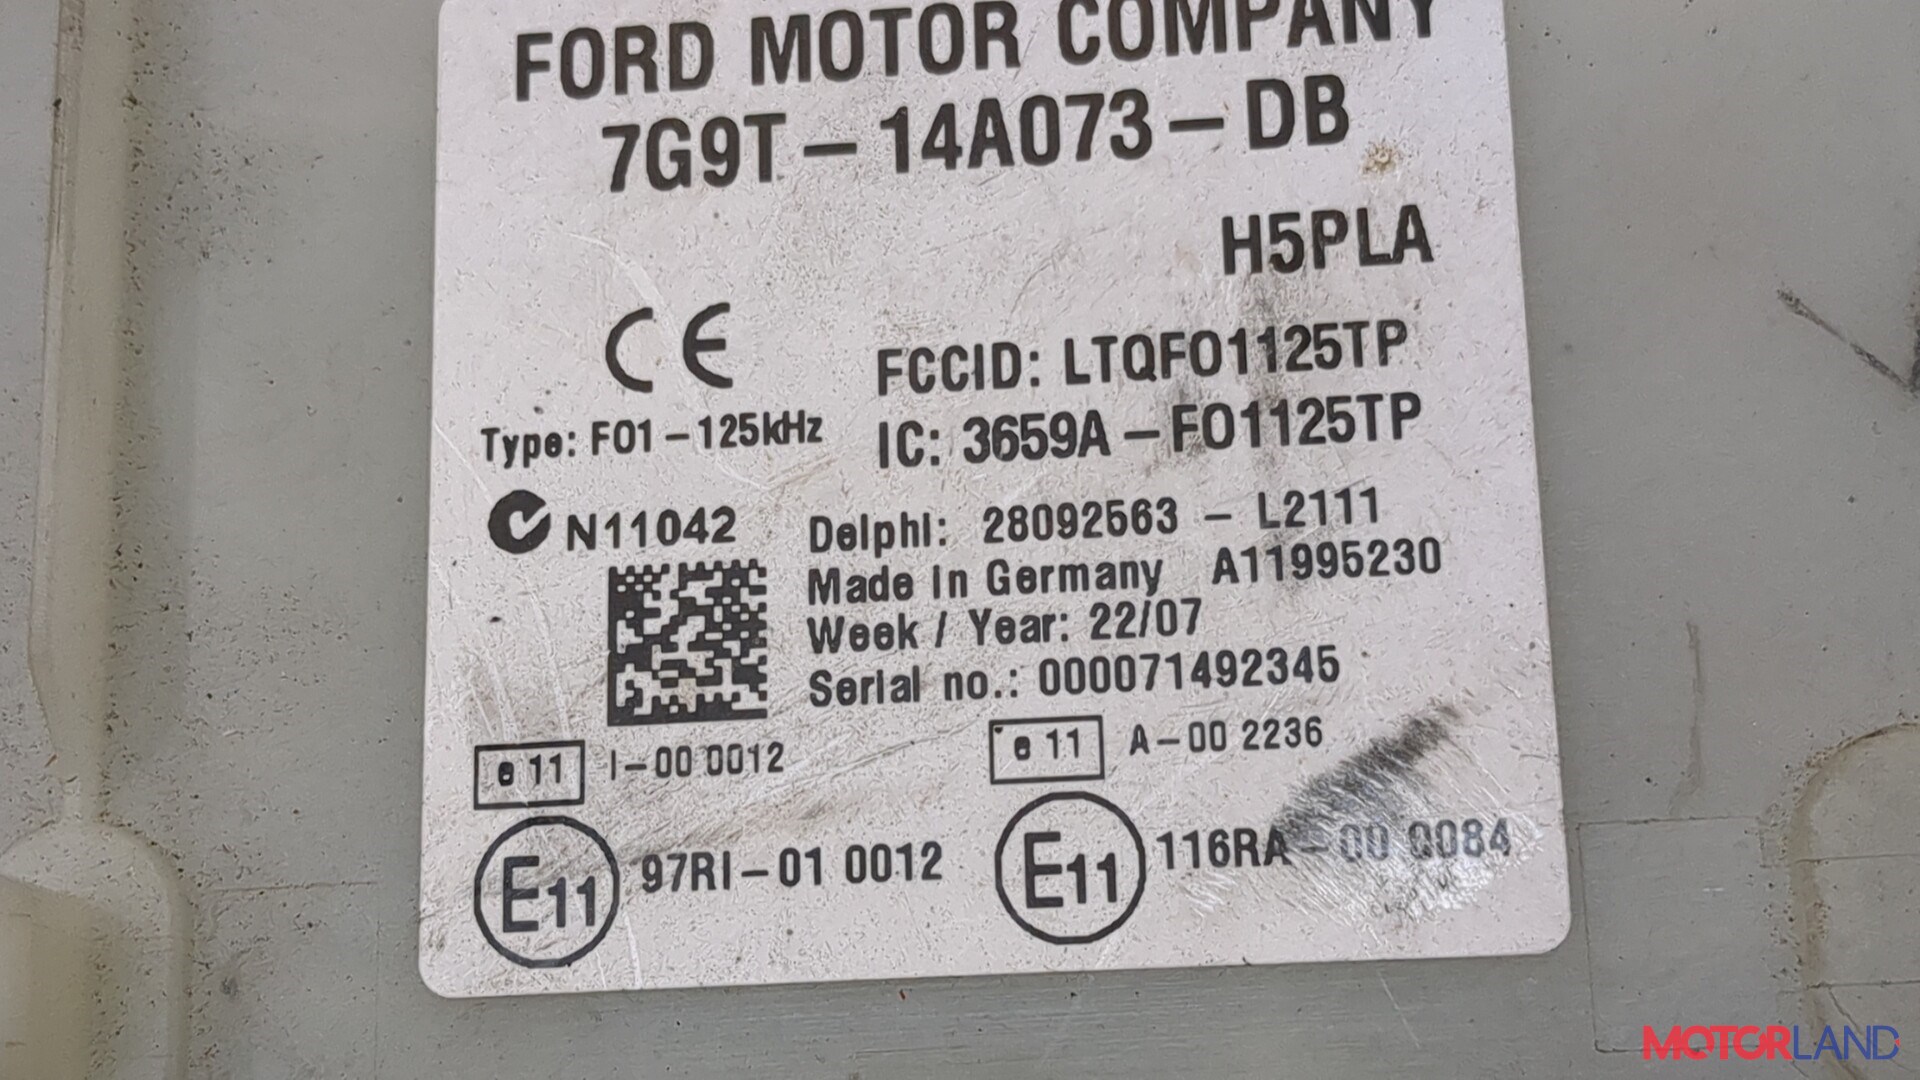 FORD MOTOR COMPANY
7G9T-14A073-DB
H5PLA
CE
FCCID: LTQFO1125TP
Type: FO1-125kHz
IC: 3659A-FO1125TP
N11042
Delphi: 28092563 - L2111
Made in Germany A11995230
Week / Year: 22/07
Serial no.: 000071492345
e 11 I-00 0012
e 11 A-00 2236
E11 97RI-01 0012
E11 116RA-00 0084
MOTORLAND